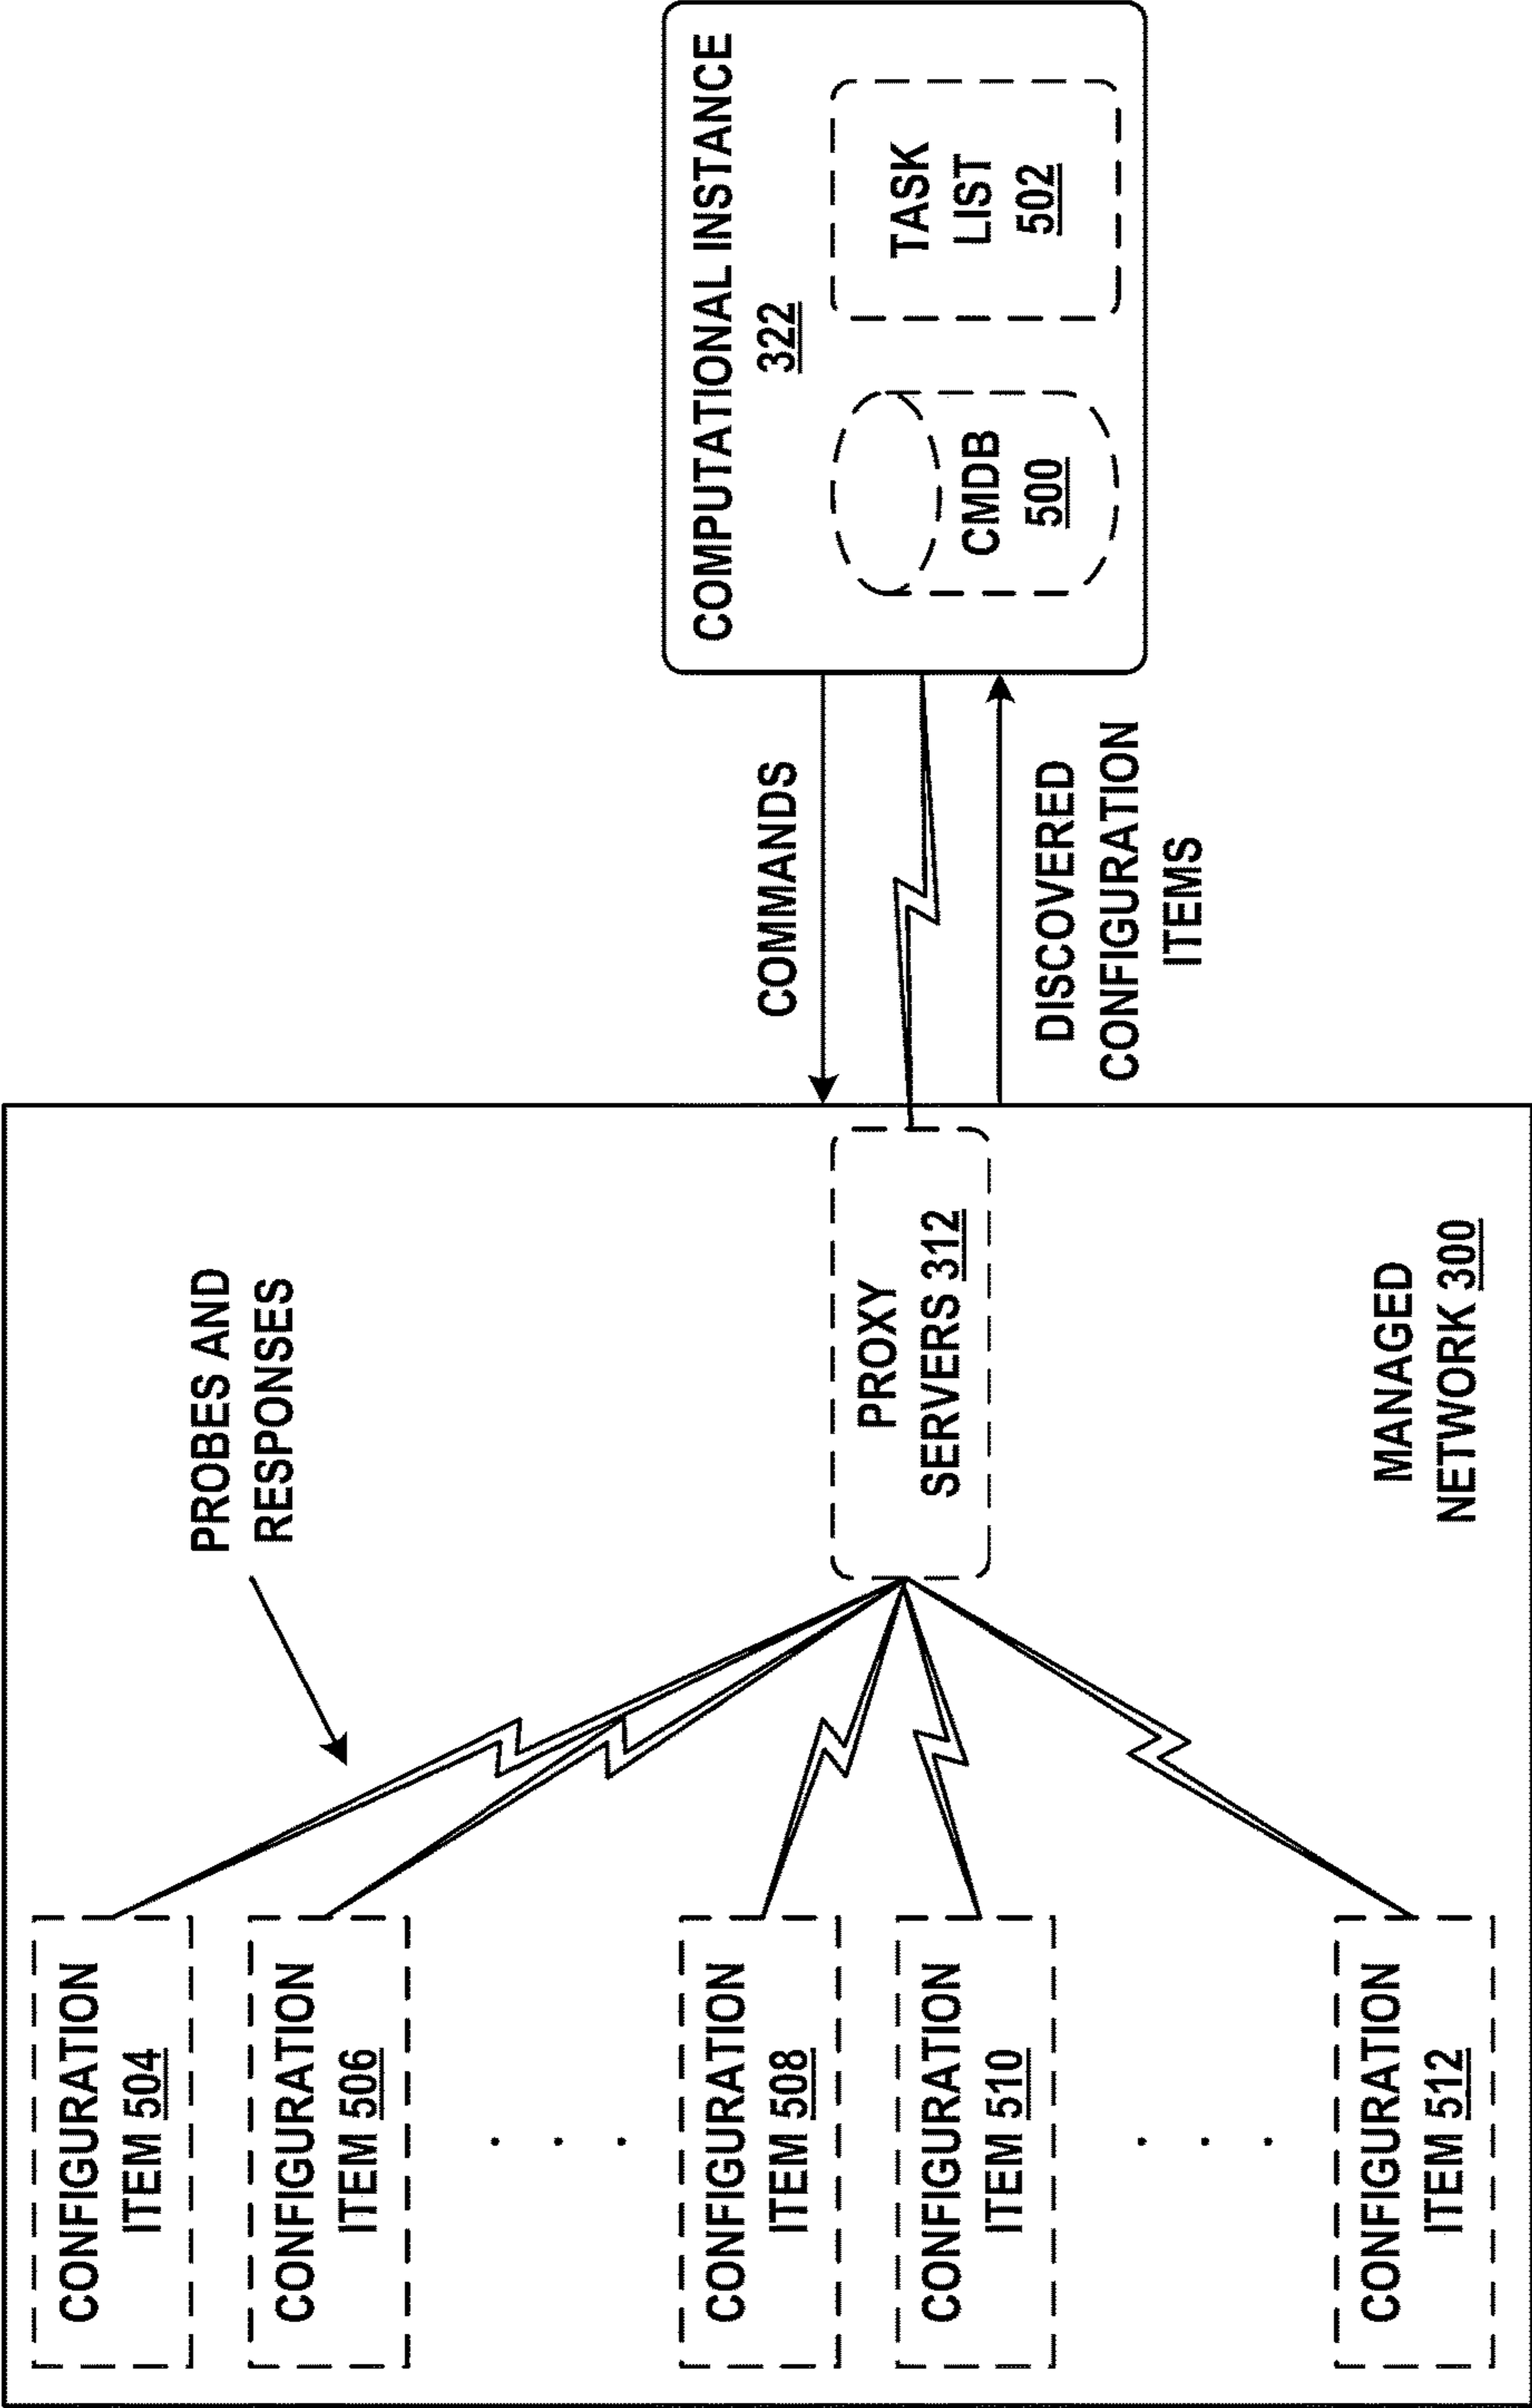 COMPUTATIONAL INSTANCE
322
CMDB
500
TASK
LIST
502
COMMANDS
DISCOVERED
CONFIGURATION
ITEMS
PROBES AND
RESPONSES
PROXY
SERVERS 312
MANAGED
NETWORK 300
CONFIGURATION
ITEM 504
CONFIGURATION
ITEM 506
. . .
CONFIGURATION
ITEM 508
CONFIGURATION
ITEM 510
. . .
CONFIGURATION
ITEM 512